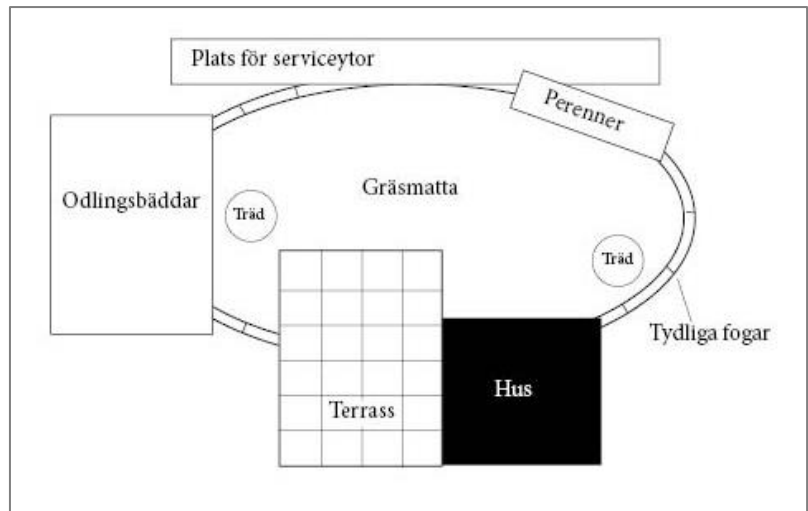 Plats för serviceytor
Perenner
Odlingsbäddar
Gräsmatta
Träd
Träd
Tydliga fogar
Hus
Terrass